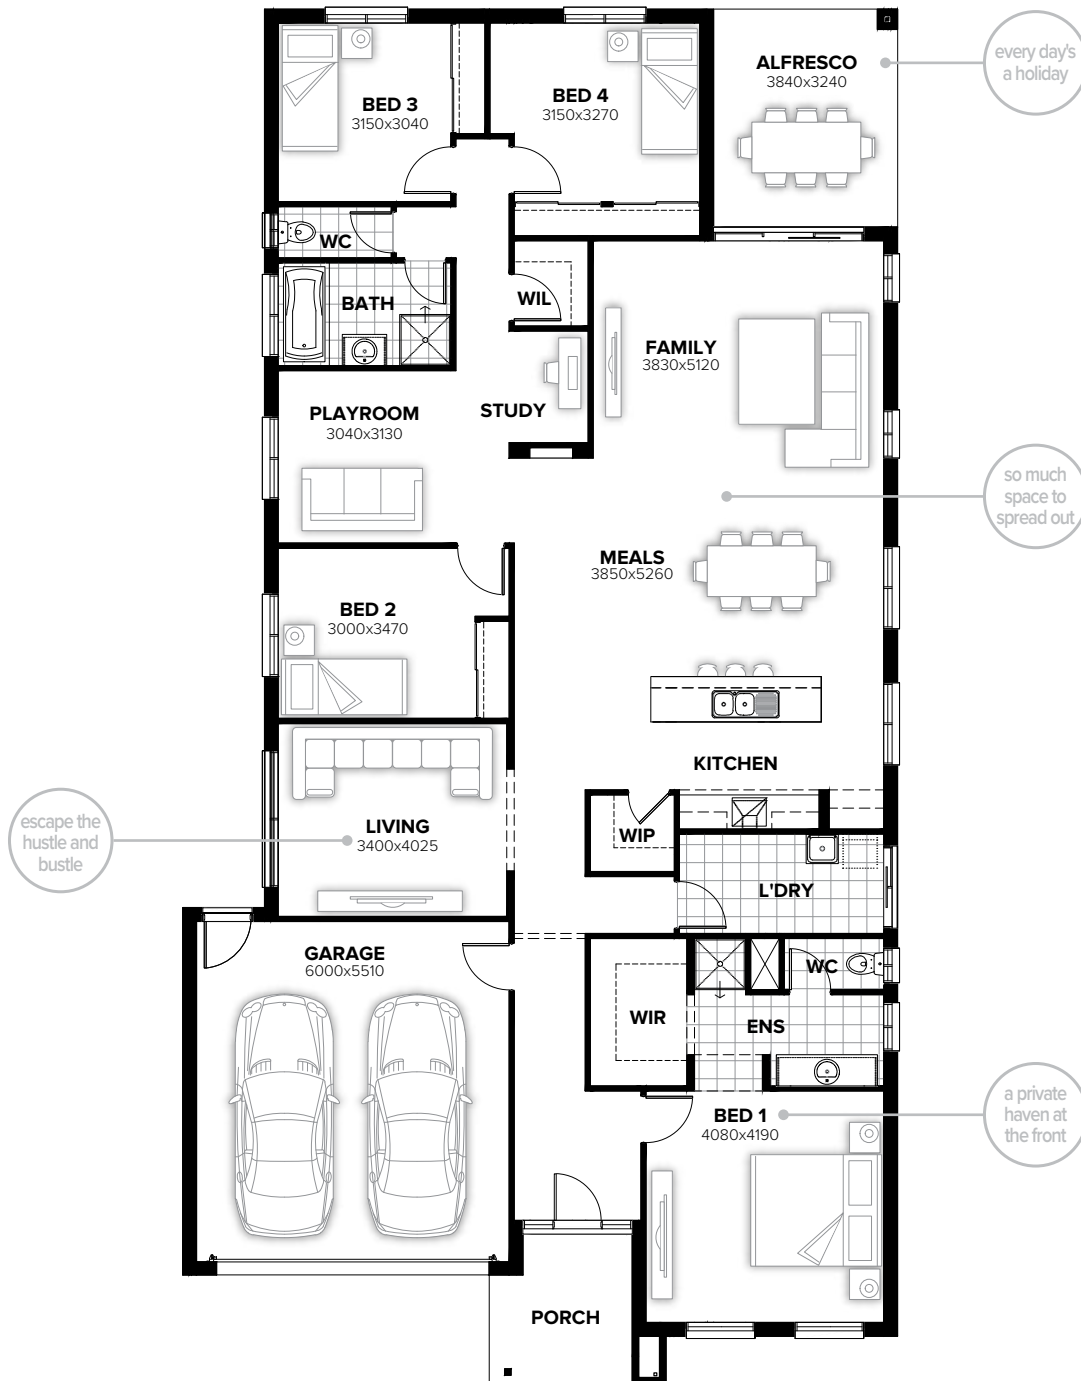 BED 3
3150x3040
BED 4
3150x3270
ALFRESCO
3840x3240
every day's
a holiday
WC
BATH
WIL
FAMILY
3830x5120
PLAYROOM
3040x3130
STUDY
so much
space to
spread out
MEALS
3850x5260
BED 2
3000x3470
KITCHEN
escape the
hustle and
bustle
LIVING
3400x4025
WIP
L'DRY
GARAGE
6000x5510
WC
WIR
ENS
BED 1
4080x4190
a private
haven at
the front
PORCH